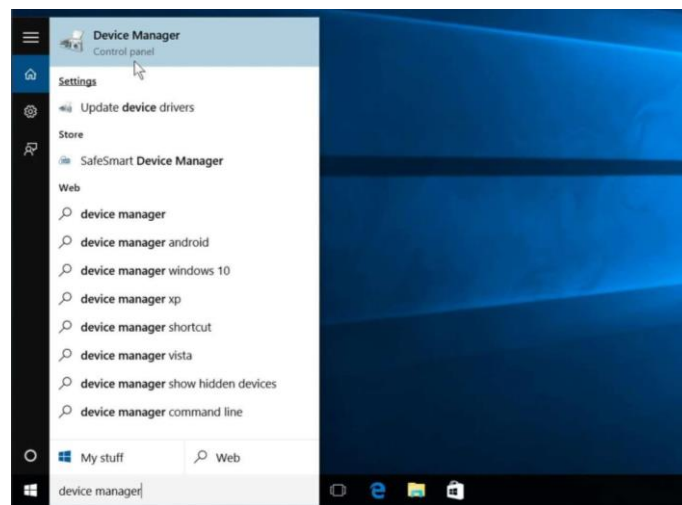 Device Manager
Control panel
Settings
Update device drivers
Store
SafeSmart Device Manager
Web
device manager
device manager android
device manager windows 10
device manager xp
device manager shortcut
device manager vista
device manager show hidden devices
device manager command line
My stuff
Web
device manager